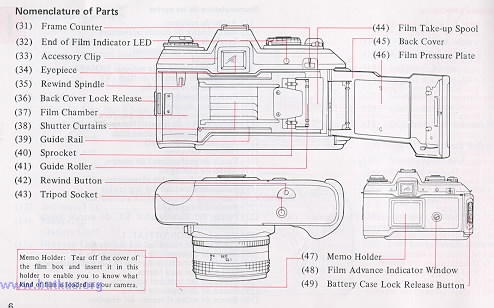 Nomenclature of Parts
(31) Frame Counter
(32) End of Film Indicator LED
(33) Accessory Clip
(34) Eyepiece
(35) Rewind Spindle
(36) Back Cover Lock Release
(37) Film Chamber
(38) Shutter Curtains
(39) Guide Rail
(40) Sprocket
(41) Guide Roller
(42) Rewind Button
(43) Tripod Socket
(44) Film Take-up Spool
(45) Back Cover
(46) Film Pressure Plate
Memo Holder: Tear off the cover of
the film box and insert it in this
holder to enable you to know what
kind of film is loaded in your camera.
(47) Memo Holder
(48) Film Advance Indicator Window
(49) Battery Case Lock Release Button
6